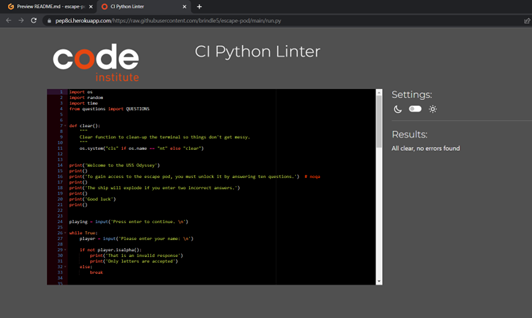 Preview README.md - escape-po
CI Python Linter
pep8ci.herokuapp.com/https://raw.githubusercontent.com/brindle5/escape-pod/main/run.py
code
institute
CI Python Linter
1 import os
2 import random
3 import time
4 from questions import QUESTIONS
5
6
7 def clear():
8 """
9 Clear function to clean-up the terminal so things don't get messy.
10 """
11 os.system("cls" if os.name == "nt" else "clear")
12
13
14 print('Welcome to the USS Odyssey')
15 print()
16 print('To gain access to the escape pod, you must unlock it by answering ten questions.') # noqa
17 print()
18 print('The ship will explode if you enter two incorrect answers.')
19 print()
20 print('Good luck')
21 print()
22
23
24 playing = input('Press enter to continue. \n')
25
26 while True:
27 player = input('Please enter your name: \n')
28
29 if not player.isalpha():
30 print('That is an invalid response')
31 print('Only letters are accepted')
32 else:
33 break
34
35
Settings:
Results:
All clear, no errors found